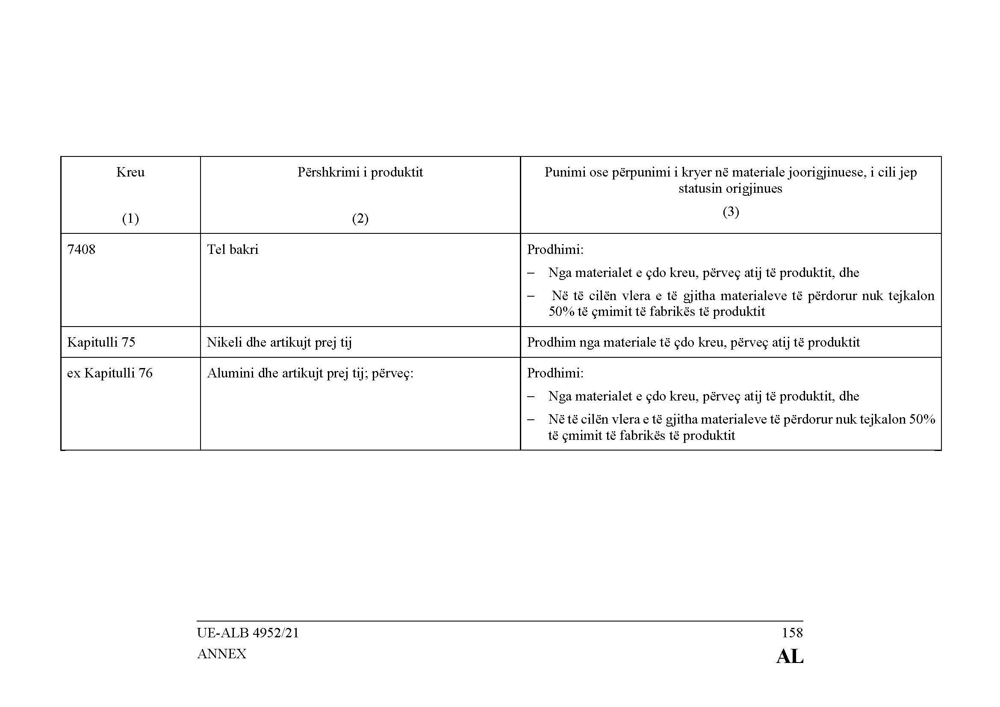 Kreu
(1)
Përshkrimi i produktit
(2)
Punimi ose përpunimi i kryer në materiale joorigjinuese, i cili jep
statusin origjinues
(3)
7408
Tel bakri
Prodhimi:
– Nga materialet e çdo kreu, përveç atij të produktit, dhe
– Në të cilën vlera e të gjitha materialeve të përdorur nuk tejkalon
50% të çmimit të fabrikës të produktit
Kapitulli 75
Nikeli dhe artikujt prej tij
Prodhim nga materiale të çdo kreu, përveç atij të produktit
ex Kapitulli 76
Alumini dhe artikujt prej tij; përveç:
Prodhimi:
– Nga materialet e çdo kreu, përveç atij të produktit, dhe
– Në të cilën vlera e të gjitha materialeve të përdorur nuk tejkalon 50%
të çmimit të fabrikës të produktit
UE-ALB 4952/21
158
ANNEX
AL